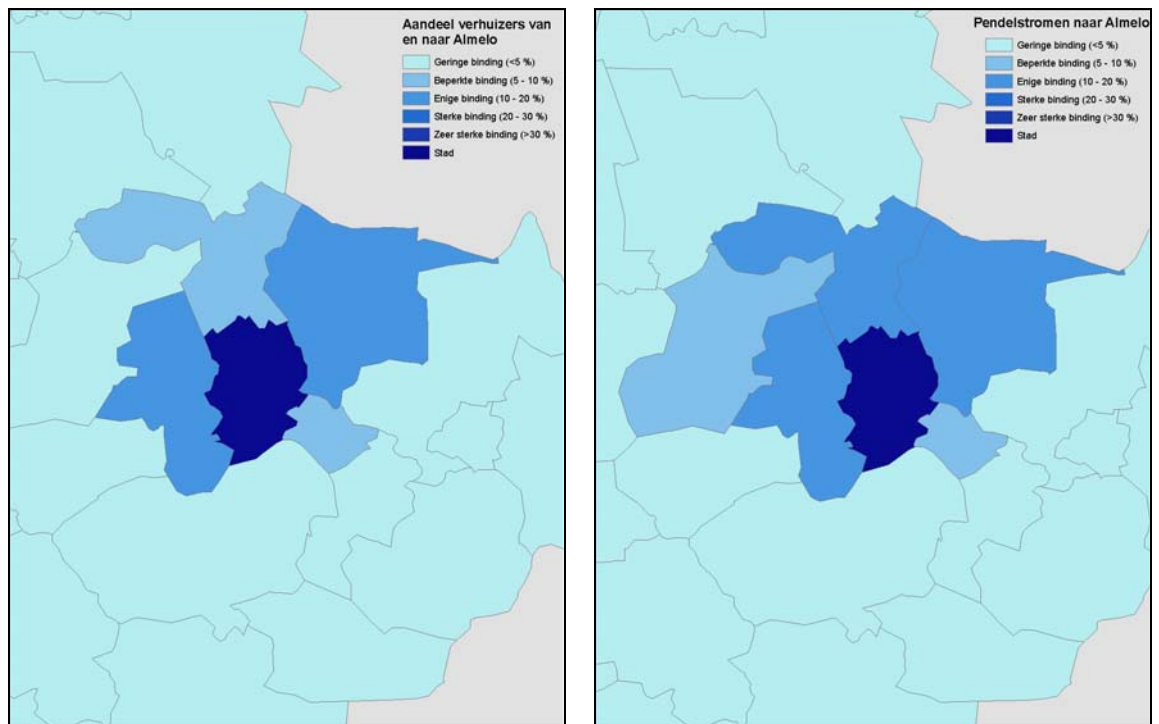 Aandeel verhuizers van
en naar Almelo
Geringe binding (<5 %)
Beperkte binding (5 - 10 %)
Enige binding (10 - 20 %)
Sterke binding (20 - 30 %)
Zeer sterke binding (>30 %)
Stad
Pendelstromen naar Almelo
Geringe binding (<5 %)
Beperkte binding (5 - 10 %)
Enige binding (10 - 20 %)
Sterke binding (20 - 30 %)
Zeer sterke binding (>30 %)
Stad